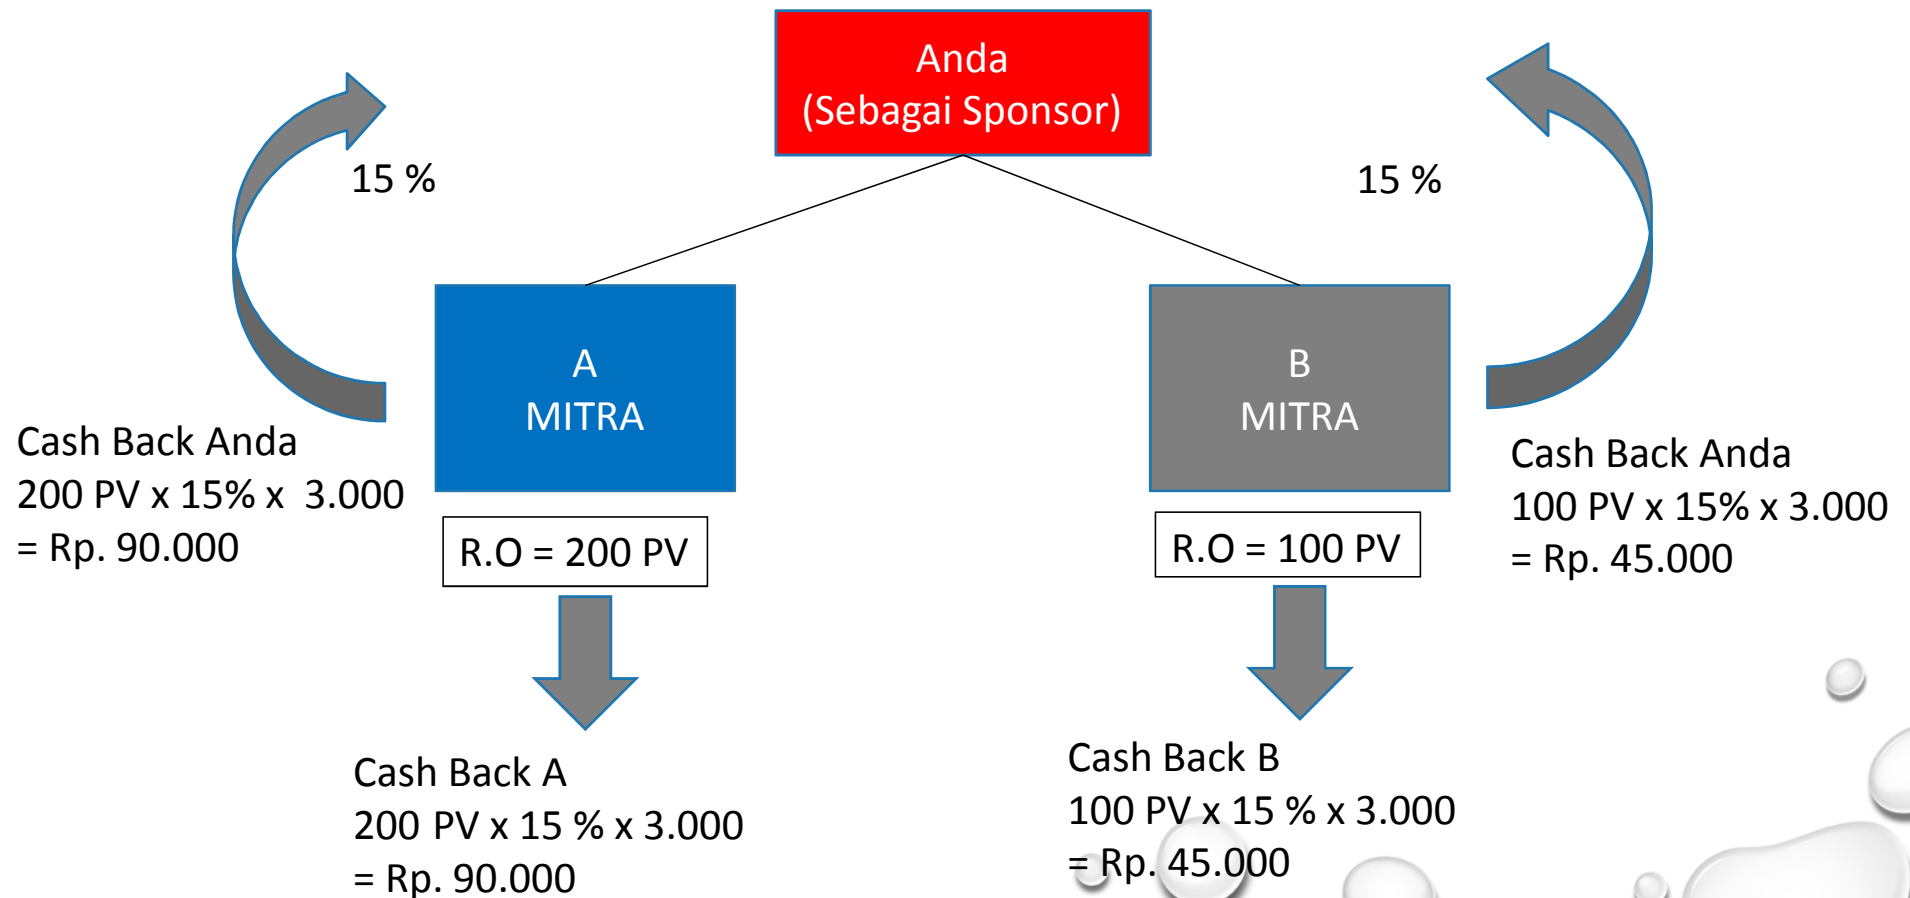 Anda
(Sebagai Sponsor)
15 %
15 %
A
MITRA
B
MITRA
Cash Back Anda
200 PV x 15% x  3.000
= Rp. 90.000
R.O = 200 PV
R.O = 100 PV
Cash Back Anda
100 PV x 15% x 3.000
= Rp. 45.000
Cash Back A
200 PV x 15 % x 3.000
= Rp. 90.000
Cash Back B
100 PV x 15 % x 3.000
= Rp. 45.000